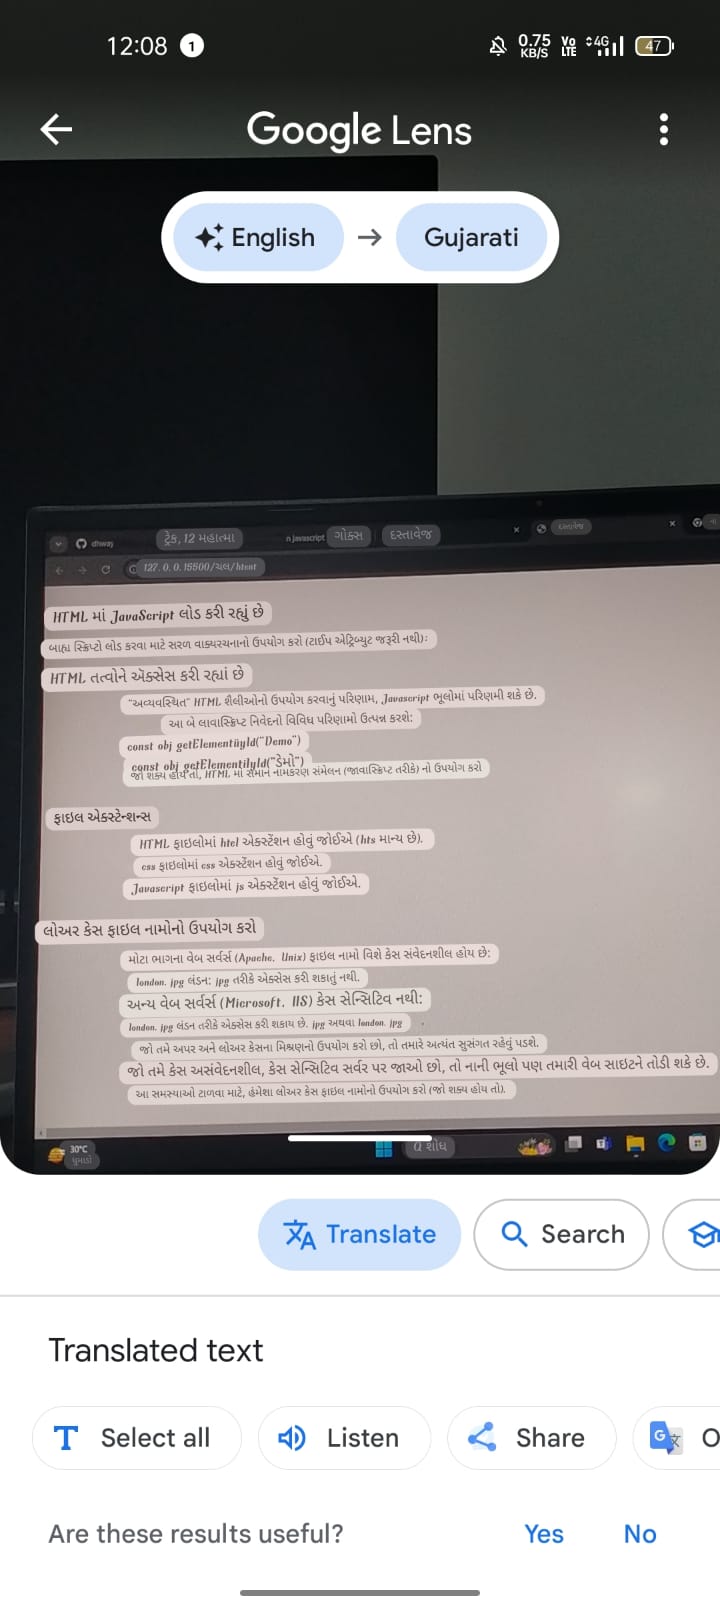 12:08 1 0.75 KB/S Vo LTE 4G 47
Google Lens
English → Gujarati
dhwaj ટ્રેક, 12 મહાત્મા n javascript ગોક્સ દસ્તાવેજ દસ્તાવેજ
127. 0. 0. 15500/ચલ/htent
HTML માં JavaScript લોડ કરી રહ્યું છે
બાહ્ય સ્ક્રિપ્ટો લોડ કરવા માટે સરળ વાક્યરચનાનો ઉપયોગ કરો (ટાઈપ એટ્રિબ્યુટ જરૂરી નથી):
HTML તત્વોને ઍક્સેસ કરી રહ્યાં છે
"અવ્યવસ્થિત" HTML શૈલીઓનો ઉપયોગ કરવાનું પરિણામ, Javascript ભૂલોમાં પરિણમી શકે છે.
આ બે લાવાસ્ક્રિપ્ટ નિવેદનો વિવિધ પરિણામો ઉત્પન્ન કરશે:
const obj getElementüyld("Demo")
const obj getElementilyld("ડેમો")
જો શક્ય હોય તો, HTML માં સમાન નામકરણ સંમેલન (જાવાસ્ક્રિપ્ટ તરીકે) નો ઉપયોગ કરો
ફાઇલ એક્સ્ટેન્શન્સ
HTML ફાઇલોમાં htel એક્સ્ટેંશન હોવું જોઈએ (hts માન્ય છે).
css ફાઇલોમાં css એક્સ્ટેંશન હોવું જોઈએ.
Javascript ફાઇલોમાં js એક્સ્ટેંશન હોવું જોઈએ.
લોઅર કેસ ફાઇલ નામોનો ઉપયોગ કરો
મોટા ભાગના વેબ સર્વર્સ (Apache. Unix) ફાઇલ નામો વિશે કેસ સંવેદનશીલ હોય છે:
london. jpg લંડન: jpg તરીકે એક્સેસ કરી શકાતું નથી.
અન્ય વેબ સર્વર્સ (Microsoft. IIS) કેસ સેન્સિટિવ નથી:
london. jpg લંડન તરીકે એક્સેસ કરી શકાય છે. jpg અથવા london. jpg
જો તમે અપર અને લોઅર કેસના મિશ્રણનો ઉપયોગ કરો છો, તો તમારે અત્યંત સુસંગત રહેવું પડશે.
જો તમે કેસ અસંવેદનશીલ, કેસ સેન્સિટિવ સર્વર પર જાઓ છો, તો નાની ભૂલો પણ તમારી વેબ સાઇટને તોડી શકે છે.
આ સમસ્યાઓ ટાળવા માટે, હંમેશા લોઅર કેસ ફાઇલ નામોનો ઉપયોગ કરો (જો શક્ય હોય તો).
30°C
ધુમાડો
Q શોધ
Translate Search
Translated text
Select all Listen Share O
Are these results useful? Yes No